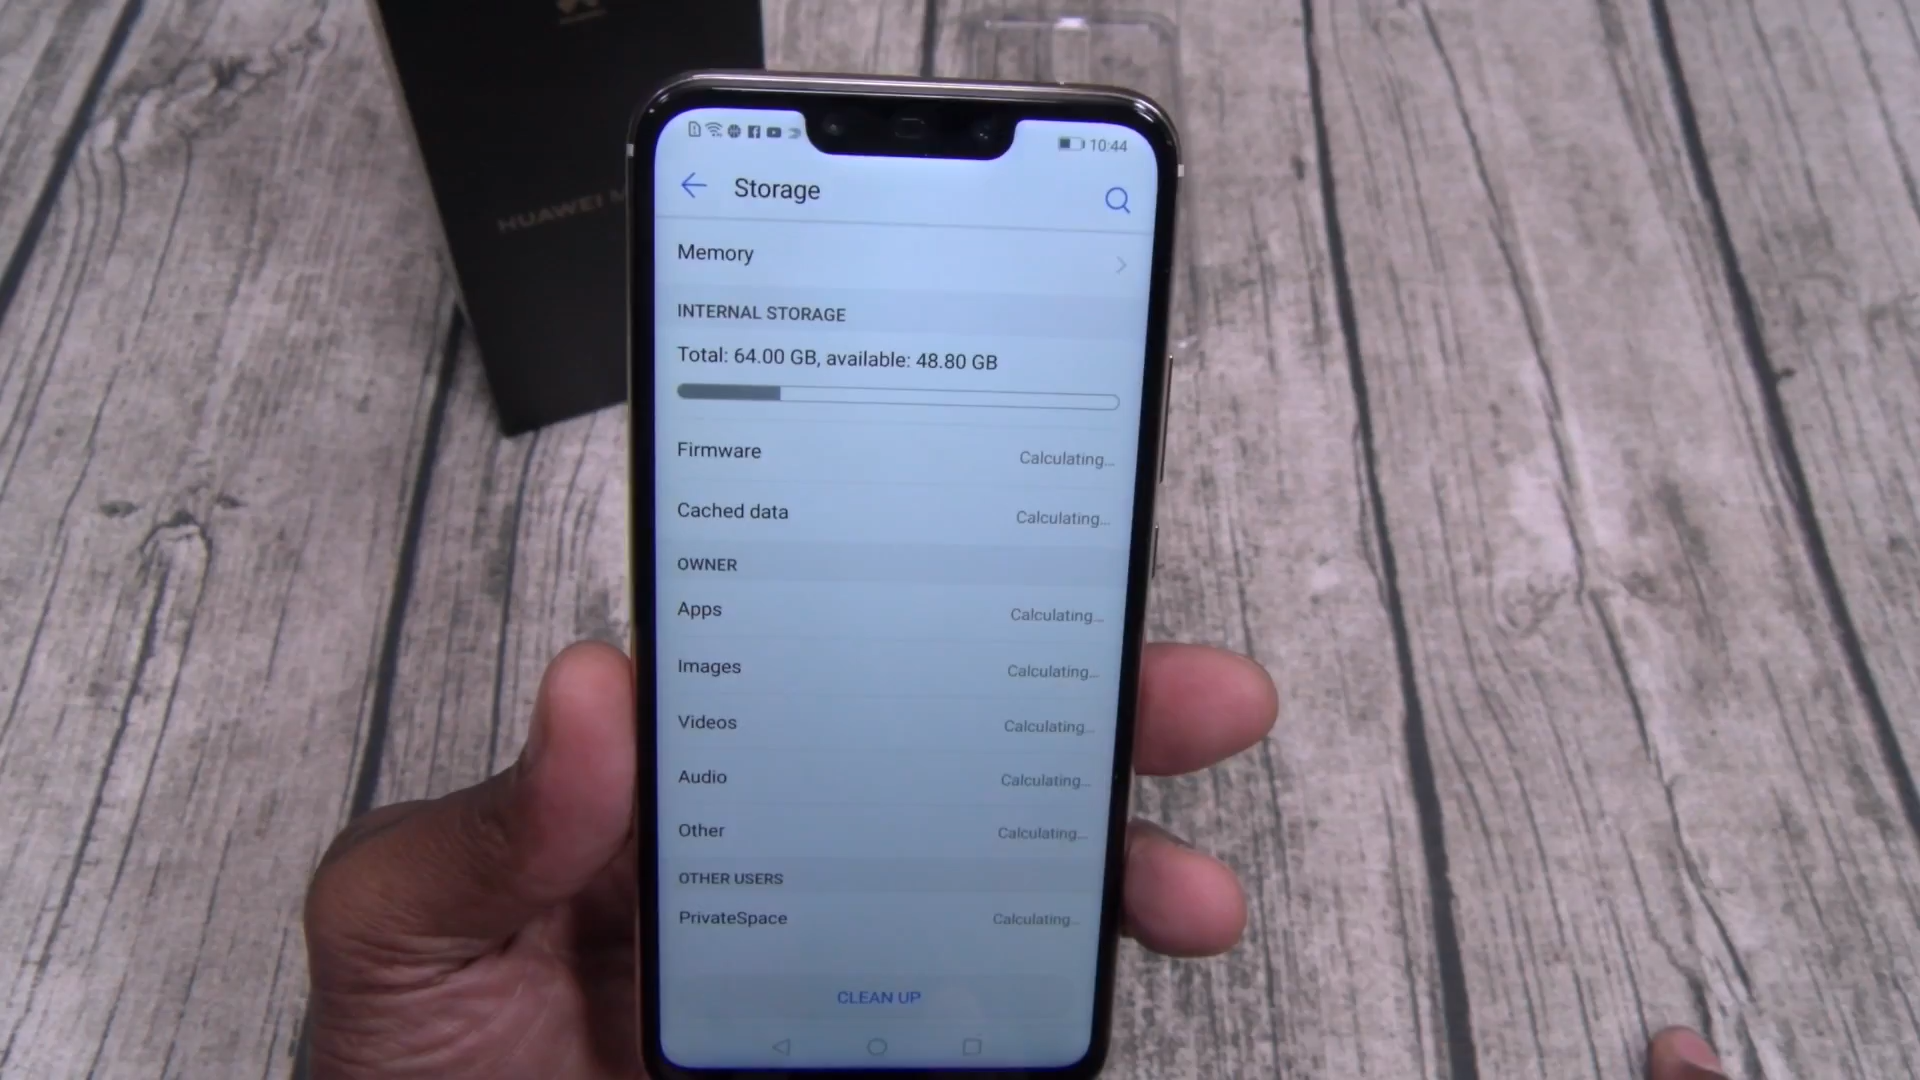 HUAWEI M
10:44
Storage
Memory
INTERNAL STORAGE
Total: 64.00 GB, available: 48.80 GB
Firmware
Calculating...
Cached data
Calculating...
OWNER
Apps
Calculating...
Images
Calculating...
Videos
Calculating...
Audio
Calculating...
Other
Calculating...
OTHER USERS
PrivateSpace
Calculating...
CLEAN UP